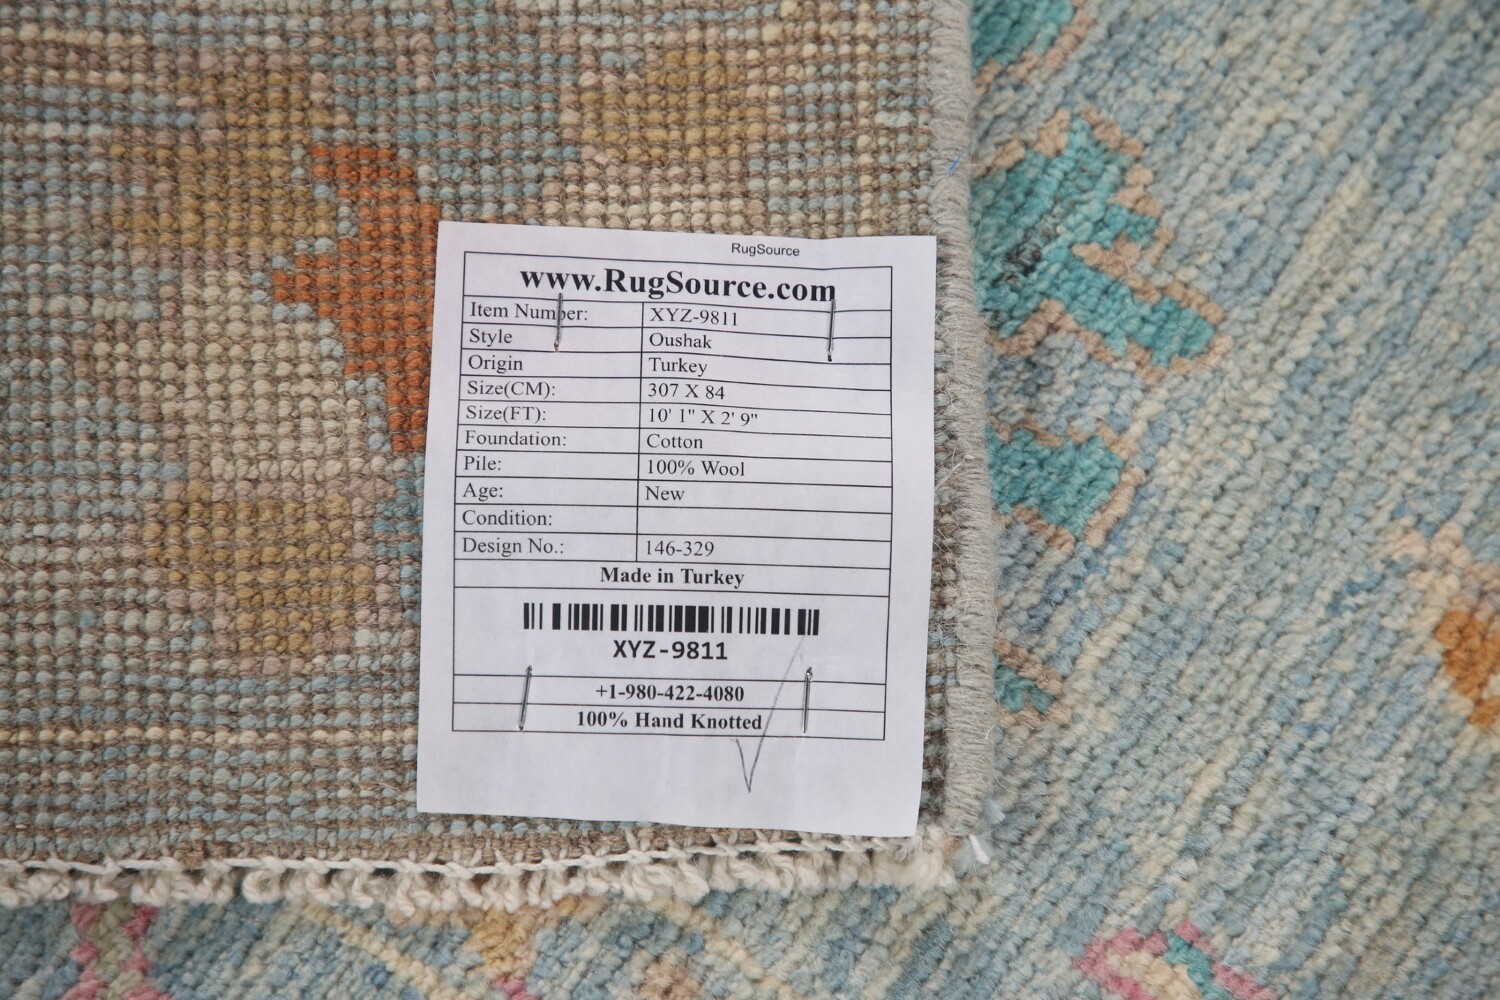 RugSource
www.RugSource.com
Item Number: XYZ-9811
Style Oushak
Origin Turkey
Size(CM): 307 X 84
Size(FT): 10' 1" X 2' 9"
Foundation: Cotton
Pile: 100% Wool
Age: New
Condition:
Design No.: 146-329
Made in Turkey
XYZ-9811
+1-980-422-4080
100% Hand Knotted